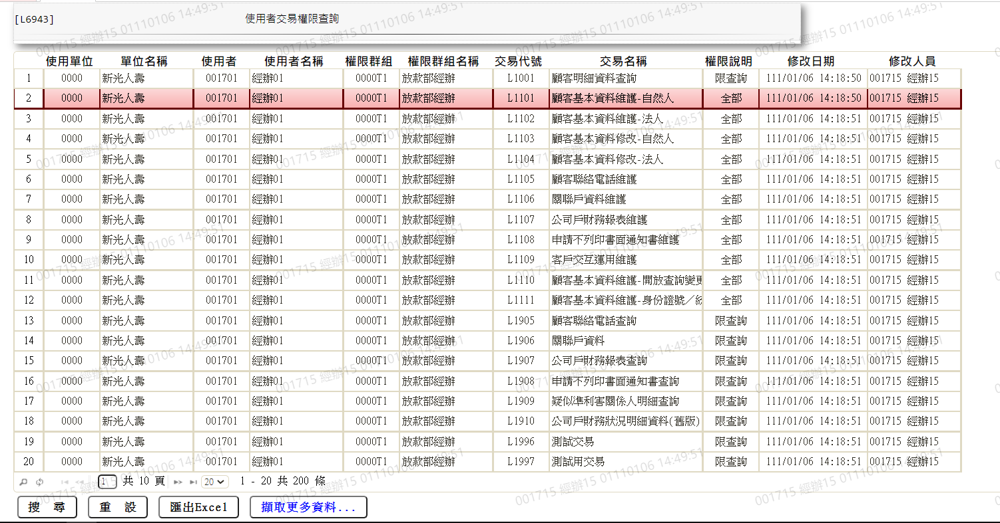 [L6943] 使用者交易權限查詢
使用單位 單位名稱 使用者 使用者名稱 權限群組 權限群組名稱 交易代號 交易名稱 權限說明 修改日期 修改人員
1 0000 新光人壽 001701 經辦01 0000T1 放款部經辦 L1001 顧客明細資料查詢 限查詢 111/01/06 14:18:50 001715 經辦15
2 0000 新光人壽 001701 經辦01 0000T1 放款部經辦 L1101 顧客基本資料維護-自然人 全部 111/01/06 14:18:50 001715 經辦15
3 0000 新光人壽 001701 經辦01 0000T1 放款部經辦 L1102 顧客基本資料維護-法人 全部 111/01/06 14:18:51 001715 經辦15
4 0000 新光人壽 001701 經辦01 0000T1 放款部經辦 L1103 顧客基本資料修改-自然人 全部 111/01/06 14:18:51 001715 經辦15
5 0000 新光人壽 001701 經辦01 0000T1 放款部經辦 L1104 顧客基本資料修改-法人 全部 111/01/06 14:18:51 001715 經辦15
6 0000 新光人壽 001701 經辦01 0000T1 放款部經辦 L1105 顧客聯絡電話維護 全部 111/01/06 14:18:51 001715 經辦15
7 0000 新光人壽 001701 經辦01 0000T1 放款部經辦 L1106 關聯戶資料維護 全部 111/01/06 14:18:51 001715 經辦15
8 0000 新光人壽 001701 經辦01 0000T1 放款部經辦 L1107 公司戶財務報表維護 全部 111/01/06 14:18:51 001715 經辦15
9 0000 新光人壽 001701 經辦01 0000T1 放款部經辦 L1108 申請不列印書面通知書維護 全部 111/01/06 14:18:51 001715 經辦15
10 0000 新光人壽 001701 經辦01 0000T1 放款部經辦 L1109 客戶交互運用維護 全部 111/01/06 14:18:51 001715 經辦15
11 0000 新光人壽 001701 經辦01 0000T1 放款部經辦 L1110 顧客基本資料維護-開放查詢變更 全部 111/01/06 14:18:51 001715 經辦15
12 0000 新光人壽 001701 經辦01 0000T1 放款部經辦 L1111 顧客基本資料維護-身份證號／ 全部 111/01/06 14:18:51 001715 經辦15
13 0000 新光人壽 001701 經辦01 0000T1 放款部經辦 L1905 顧客聯絡電話查詢 限查詢 111/01/06 14:18:51 001715 經辦15
14 0000 新光人壽 001701 經辦01 0000T1 放款部經辦 L1906 關聯戶資料 限查詢 111/01/06 14:18:51 001715 經辦15
15 0000 新光人壽 001701 經辦01 0000T1 放款部經辦 L1907 公司戶財務報表查詢 限查詢 111/01/06 14:18:51 001715 經辦15
16 0000 新光人壽 001701 經辦01 0000T1 放款部經辦 L1908 申請不列印書面通知書查詢 限查詢 111/01/06 14:18:51 001715 經辦15
17 0000 新光人壽 001701 經辦01 0000T1 放款部經辦 L1909 疑似準利害關係人明細查詢 限查詢 111/01/06 14:18:51 001715 經辦15
18 0000 新光人壽 001701 經辦01 0000T1 放款部經辦 L1910 公司戶財務狀況明細資料(舊版) 限查詢 111/01/06 14:18:51 001715 經辦15
19 0000 新光人壽 001701 經辦01 0000T1 放款部經辦 L1996 測試交易 限查詢 111/01/06 14:18:51 001715 經辦15
20 0000 新光人壽 001701 經辦01 0000T1 放款部經辦 L1997 測試用交易 限查詢 111/01/06 14:18:51 001715 經辦15
1 共 10 頁 20 1 - 20 共 200 條
搜 尋 重 設 匯出Excel 擷取更多資料...
001715 經辦15 01110106 14:49:51